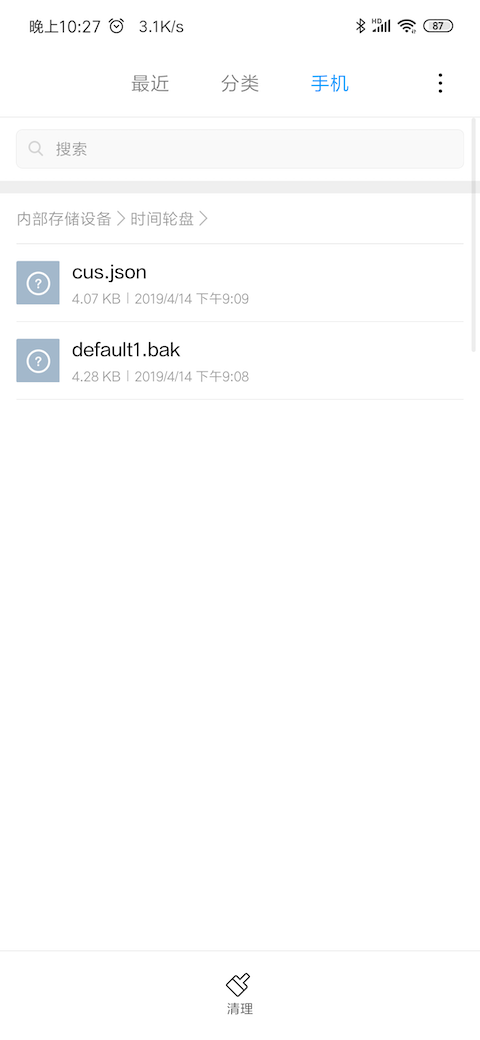 晚上10:27 3.1K/s HD 87
最近 分类 手机
搜索
内部存储设备 时间轮盘
cus.json
4.07 KB | 2019/4/14 下午9:09
default1.bak
4.28 KB | 2019/4/14 下午9:08
清理